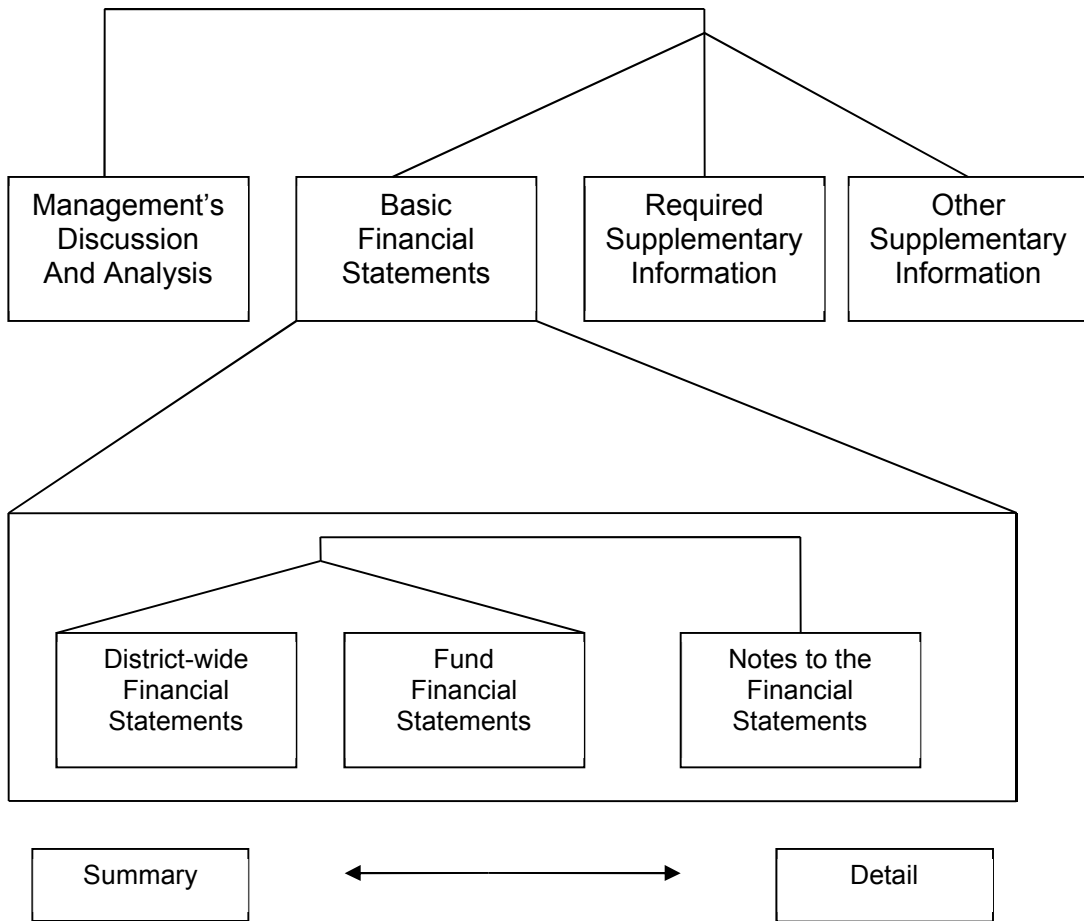 Management’s
Discussion
And Analysis
Basic
Financial
Statements
Required
Supplementary
Information
Other
Supplementary
Information
District-wide
Financial
Statements
Fund
Financial
Statements
Notes to the
Financial
Statements
Summary
Detail